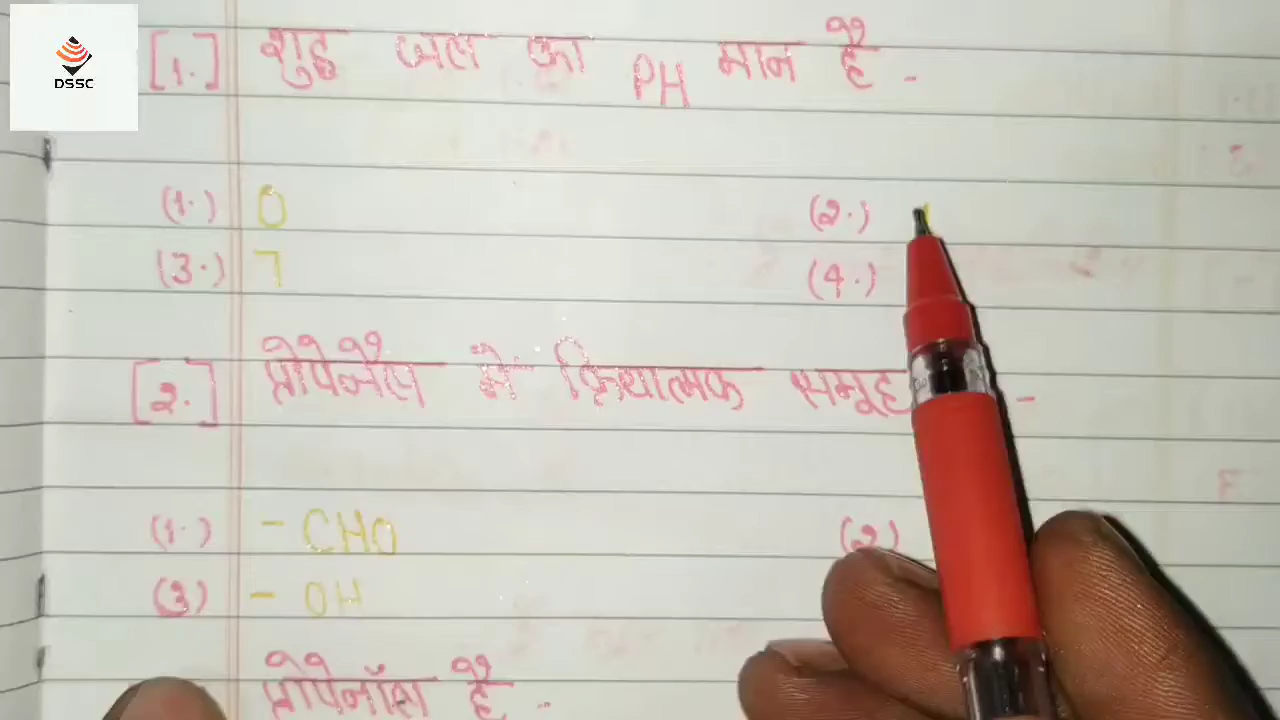 DSSC
[1.] शुद्ध जल का PH मान है -
(1.) 0 (2.)
(3.) 7 (4.)
[2.] प्रोपेनैल में क्रियात्मक समूह -
(1.) - CHO (2)
(3) - OH
प्रोपेनॉल है -